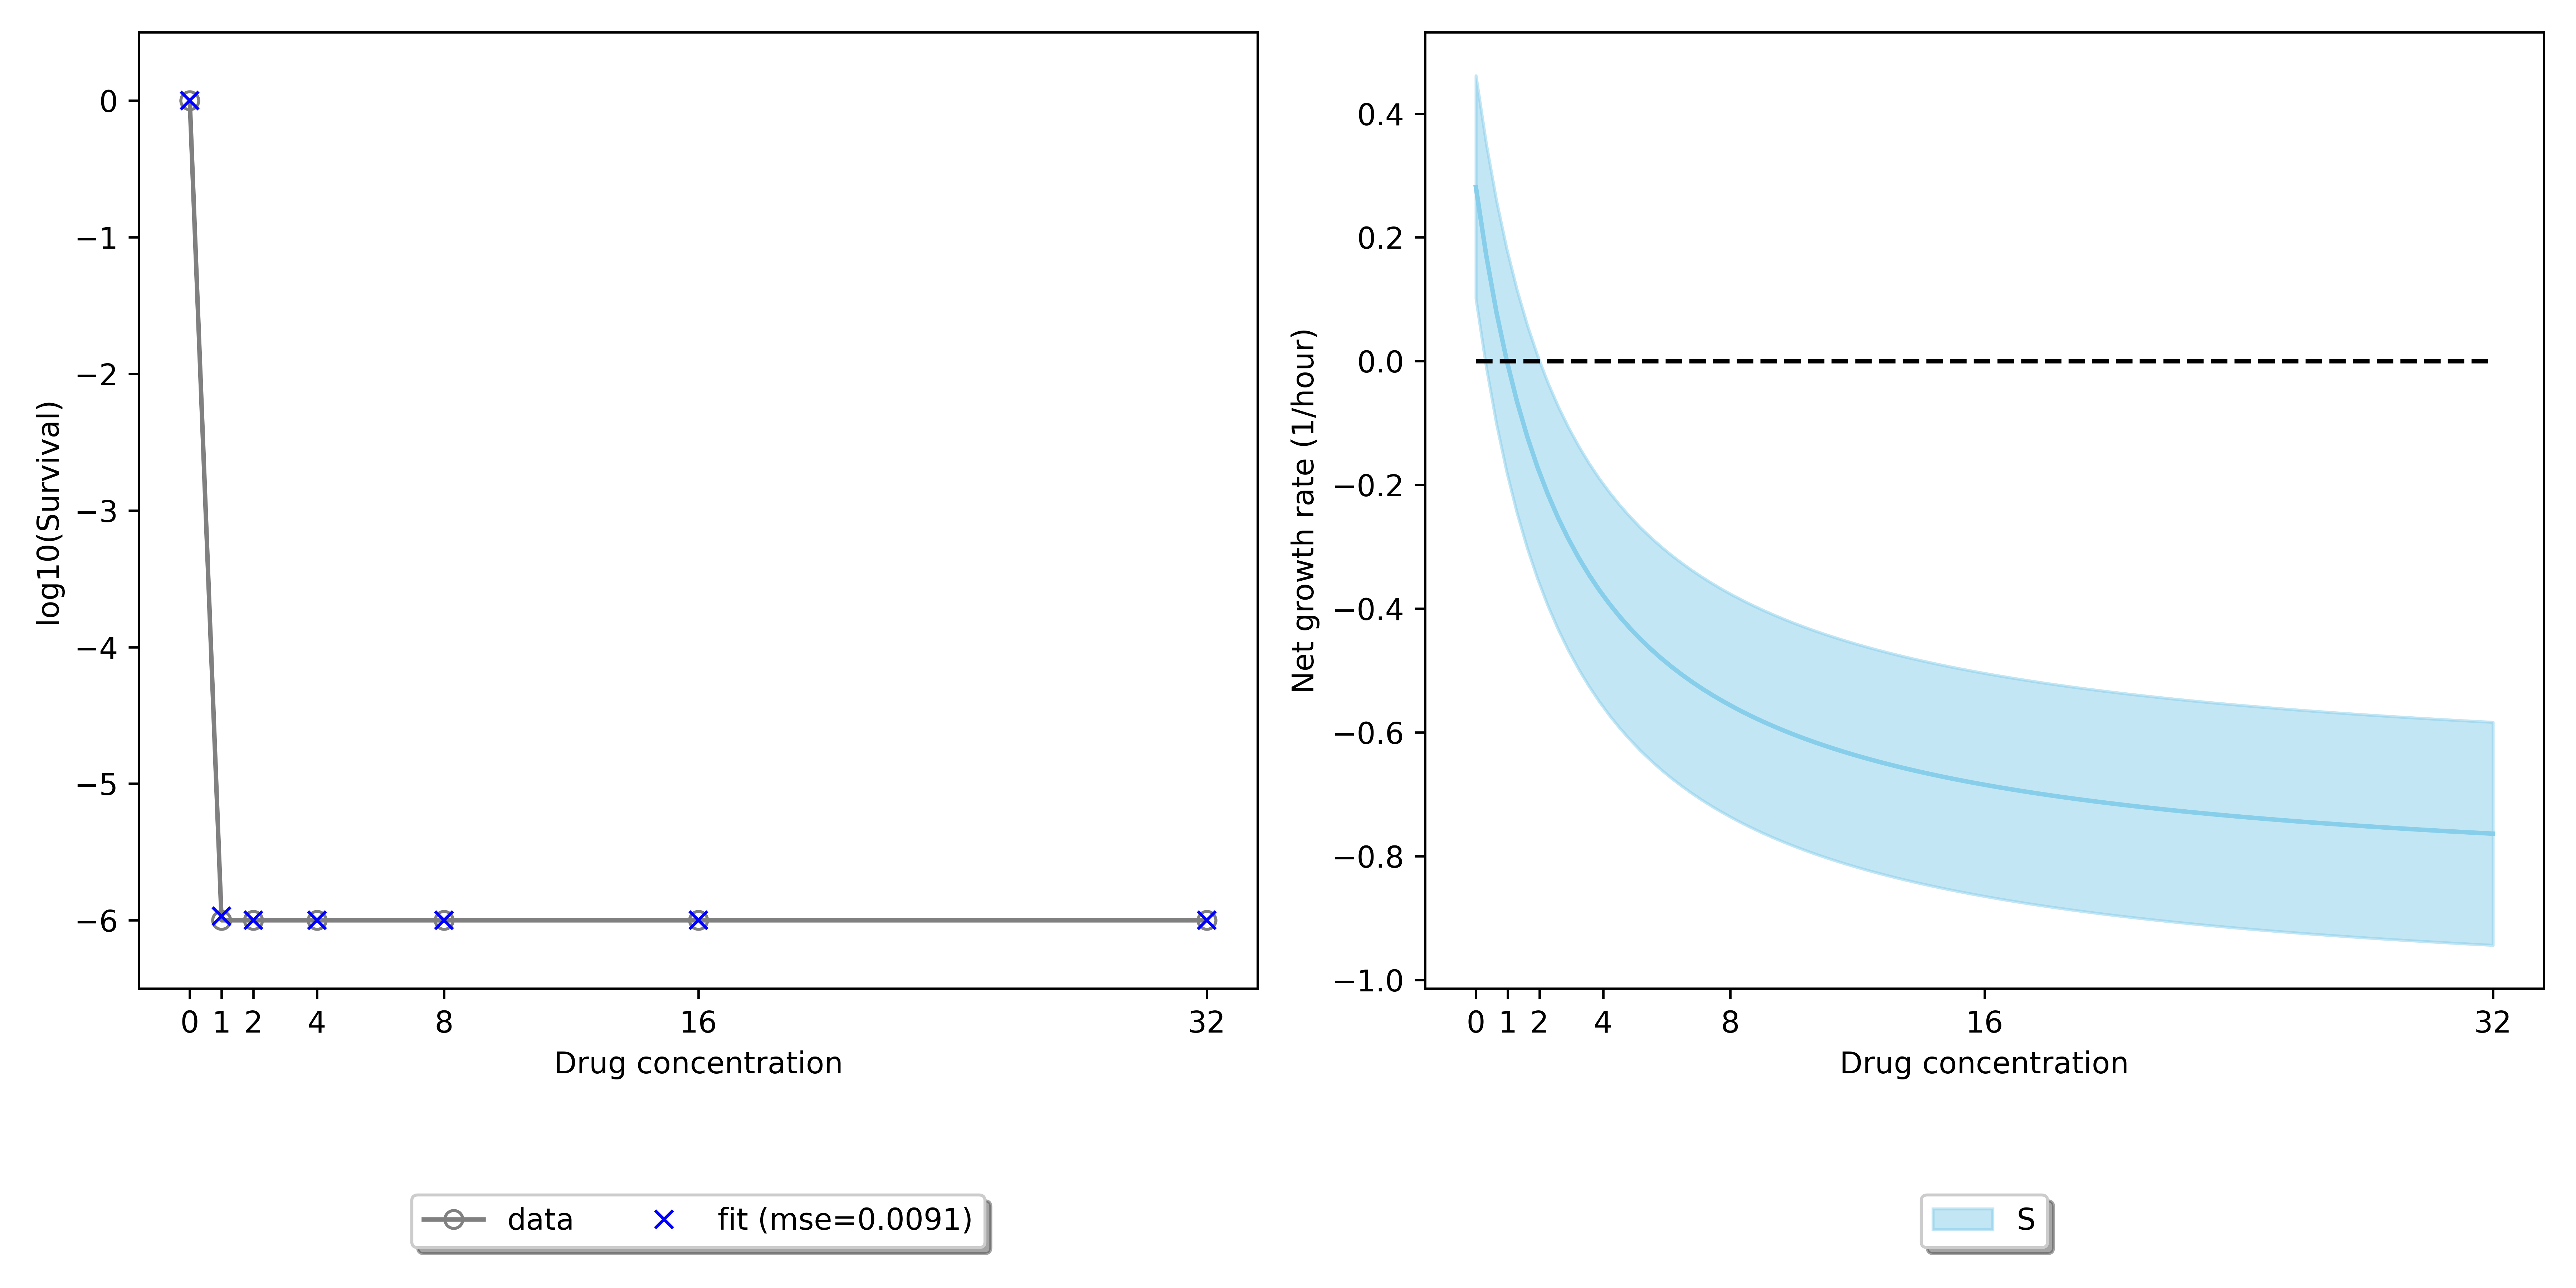 0
−1
−2
−3
−4
−5
−6
log10(Survival)
0 1 2 4 8 16 32
Drug concentration
data fit (mse=0.0091)
0.4
0.2
0.0
−0.2
−0.4
−0.6
−0.8
−1.0
Net growth rate (1/hour)
0 1 2 4 8 16 32
Drug concentration
S